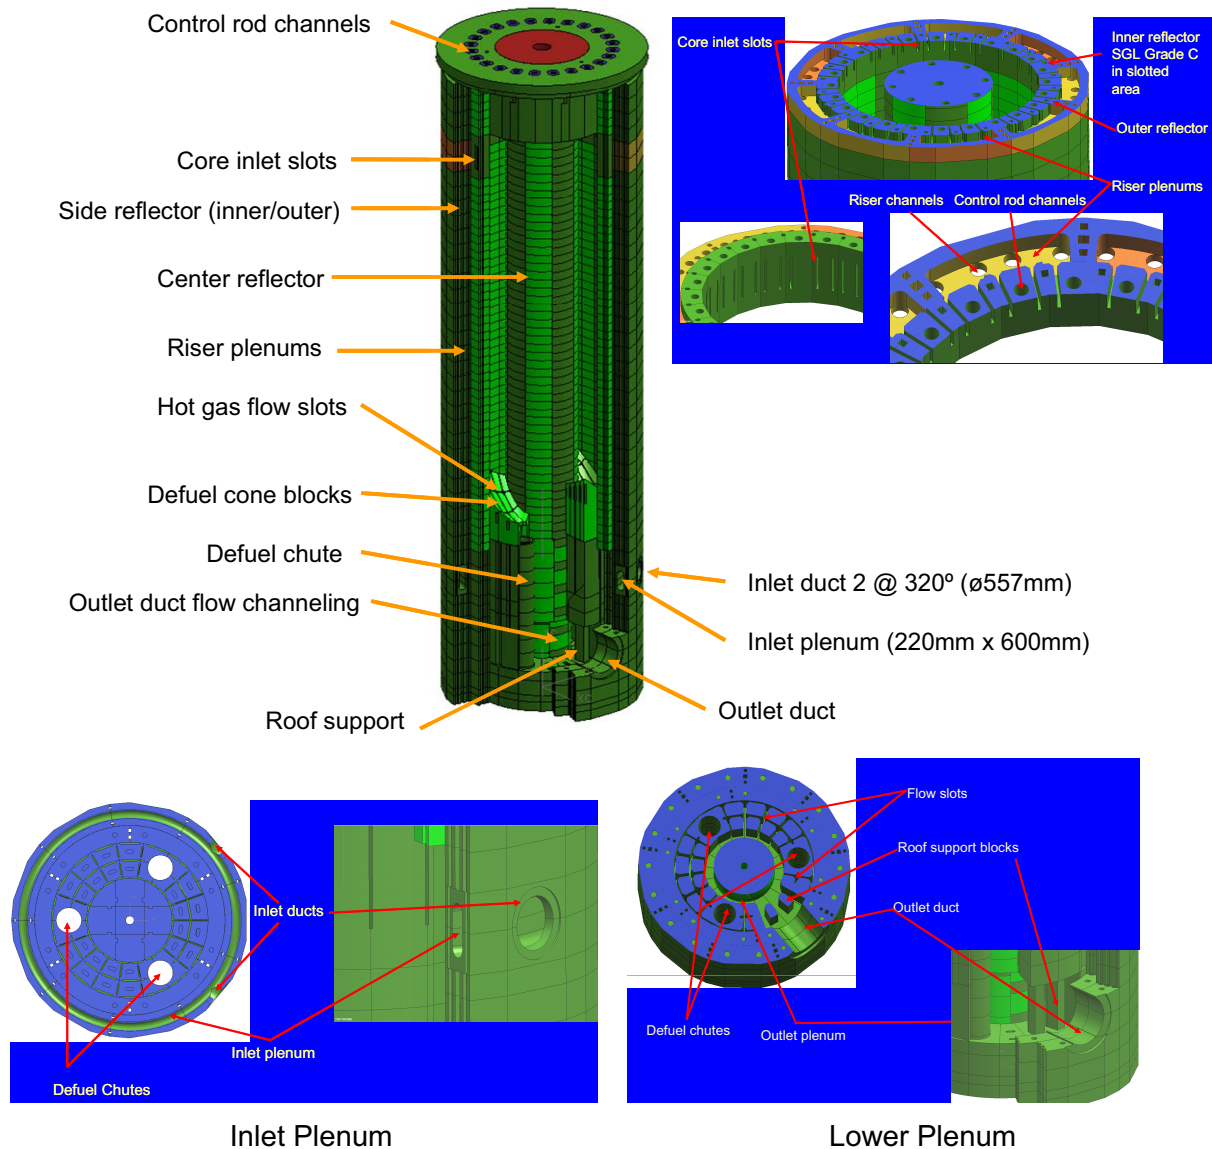 Control rod channels
Core inlet slots
Side reflector (inner/outer)
Center reflector
Riser plenums
Hot gas flow slots
Defuel cone blocks
Defuel chute
Outlet duct flow channeling
Roof support
Inlet duct 2 @ 320º (ø557mm)
Inlet plenum (220mm x 600mm)
Outlet duct
Core inlet slots
Inner reflector
SGL Grade C
in slotted
area
Outer reflector
Riser plenums
Riser channels
Control rod channels
Inlet ducts
Inlet plenum
Defuel Chutes
Inlet Plenum
Flow slots
Roof support blocks
Outlet duct
Defuel chutes
Outlet plenum
Lower Plenum